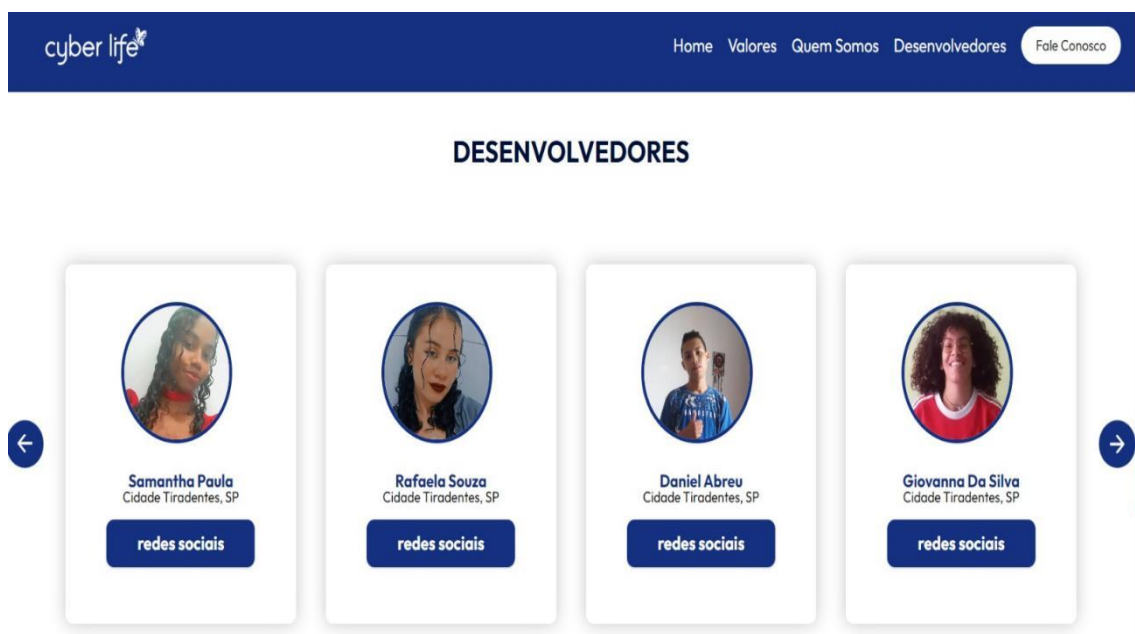 cyber life
Home Valores Quem Somos Desenvolvedores Fale Conosco
DESENVOLVEDORES
Samantha Paula
Cidade Tiradentes, SP
redes sociais
Rafaela Souza
Cidade Tiradentes, SP
redes sociais
Daniel Abreu
Cidade Tiradentes, SP
redes sociais
Giovanna Da Silva
Cidade Tiradentes, SP
redes sociais